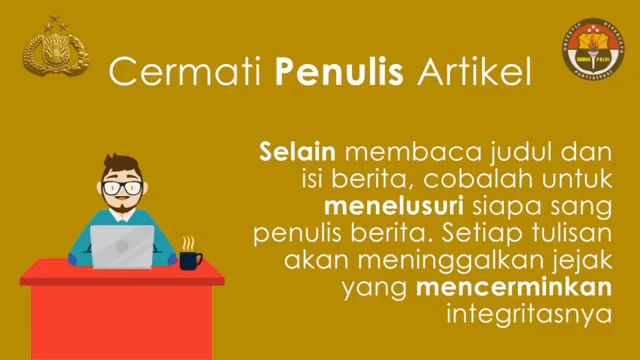 Cermati Penulis Artikel
Selain membaca judul dan
isi berita, cobalah untuk
menelusuri siapa sang
penulis berita. Setiap tulisan
akan meninggalkan jejak
yang mencerminkan
integritasnya